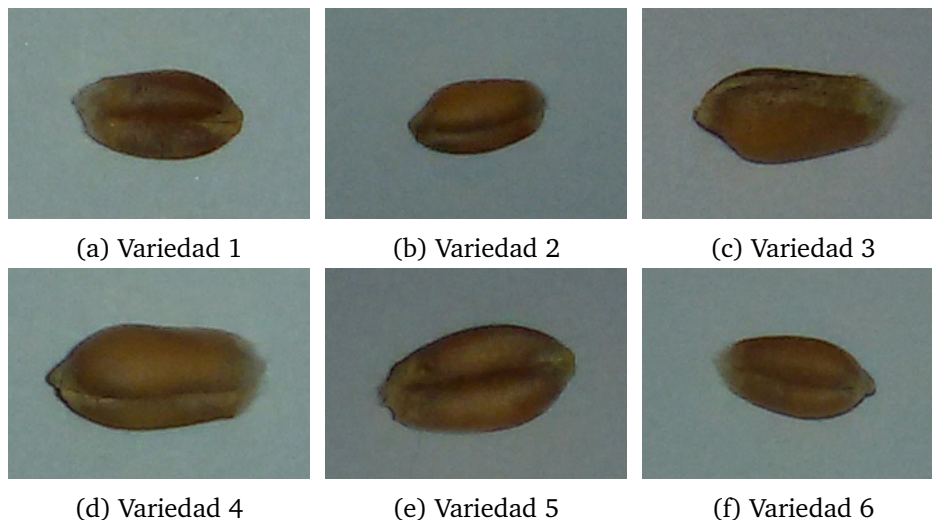 (a) Variedad 1
(b) Variedad 2
(c) Variedad 3
(d) Variedad 4
(e) Variedad 5
(f) Variedad 6